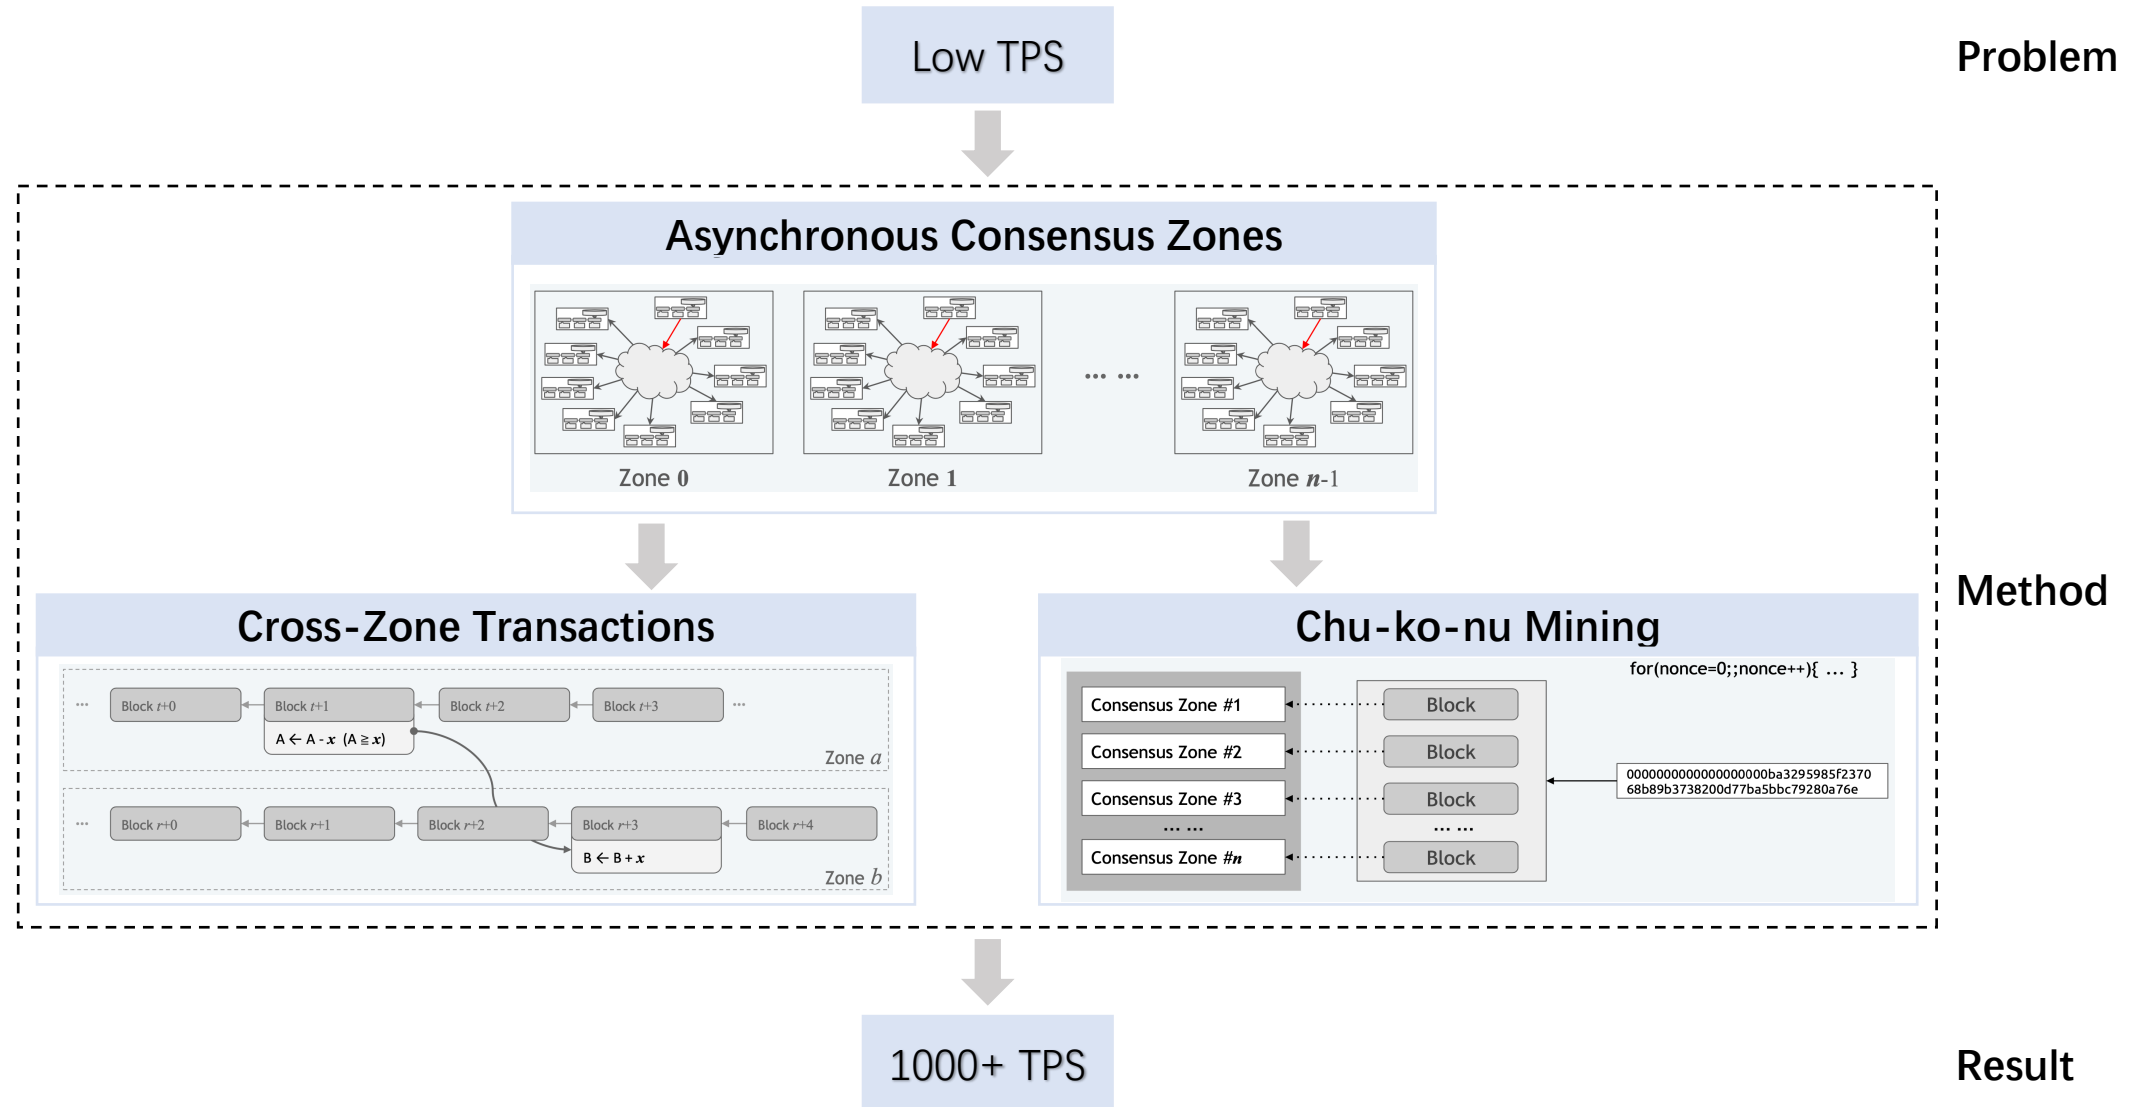 Low TPS
Problem
Asynchronous Consensus Zones
... ...
Zone 0
Zone 1
Zone n-1
Method
Cross-Zone Transactions
... Block t+0 Block t+1 Block t+2 Block t+3 ...
A ← A - x (A ≧ x)
Zone a
... Block r+0 Block r+1 Block r+2 Block r+3 Block r+4
B ← B + x
Zone b
Chu-ko-nu Mining
for(nonce=0;;nonce++){ ... }
Consensus Zone #1 Block
Consensus Zone #2 Block
0000000000000000000ba3295985f2370
68b89b3738200d77ba5bbc79280a76e
Consensus Zone #3 Block
... ... ... ...
Consensus Zone #n Block
1000+ TPS
Result